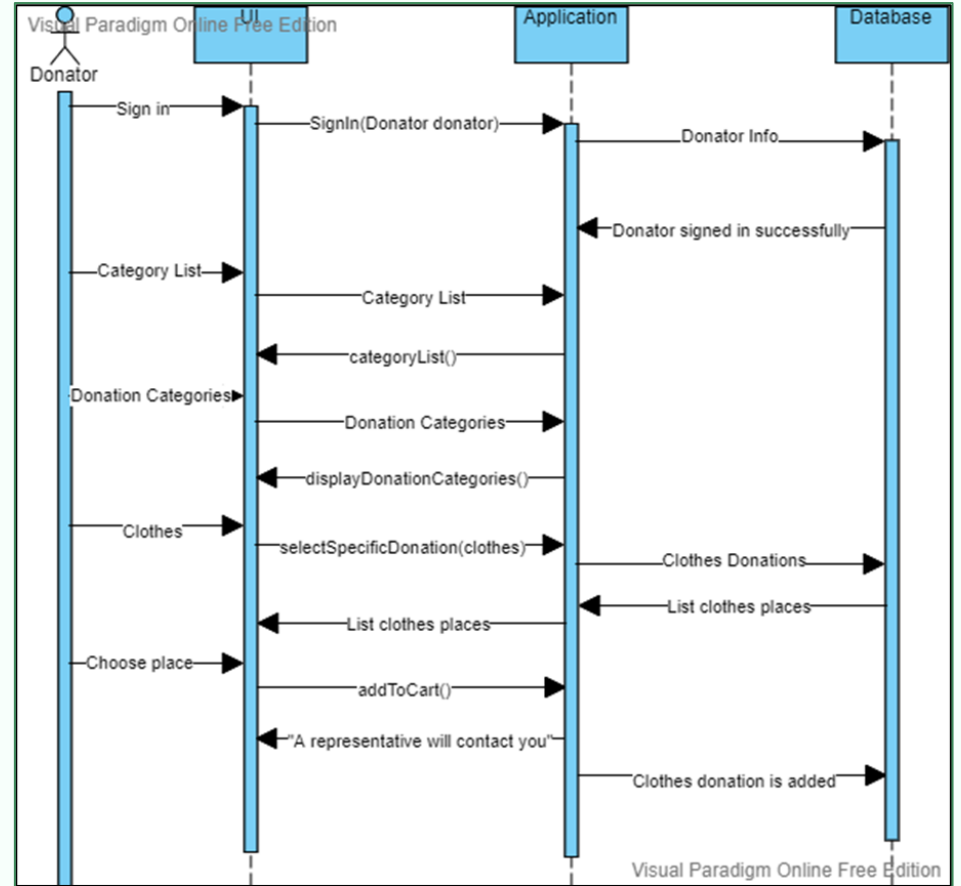 Visual Paradigm Online Free Edition
UI
Application
Database
Donator
Sign in
SignIn(Donator donator)
Donator Info
Donator signed in successfully
Category List
Category List
categoryList()
Donation Categories
Donation Categories
displayDonationCategories()
Clothes
selectSpecificDonation(clothes)
Clothes Donations
List clothes places
List clothes places
Choose place
addToCart()
"A representative will contact you"
Clothes donation is added
Visual Paradigm Online Free Edition